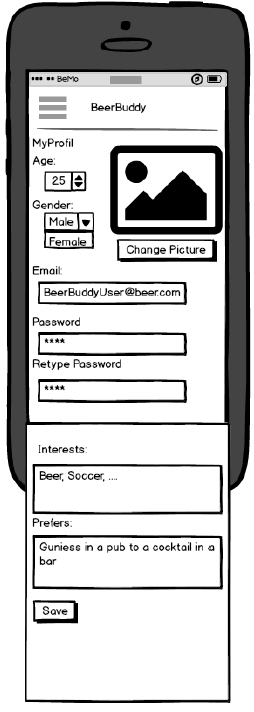 BeMo
BeerBuddy
MyProfil
Age:
25
Gender:
Male
Female
Change Picture
Email:
BeerBuddyUser@beer.com
Password
****
Retype Password
****
Interests:
Beer, Soccer, ....
Prefers:
Guniess in a pub to a cocktail in a
bar
Save